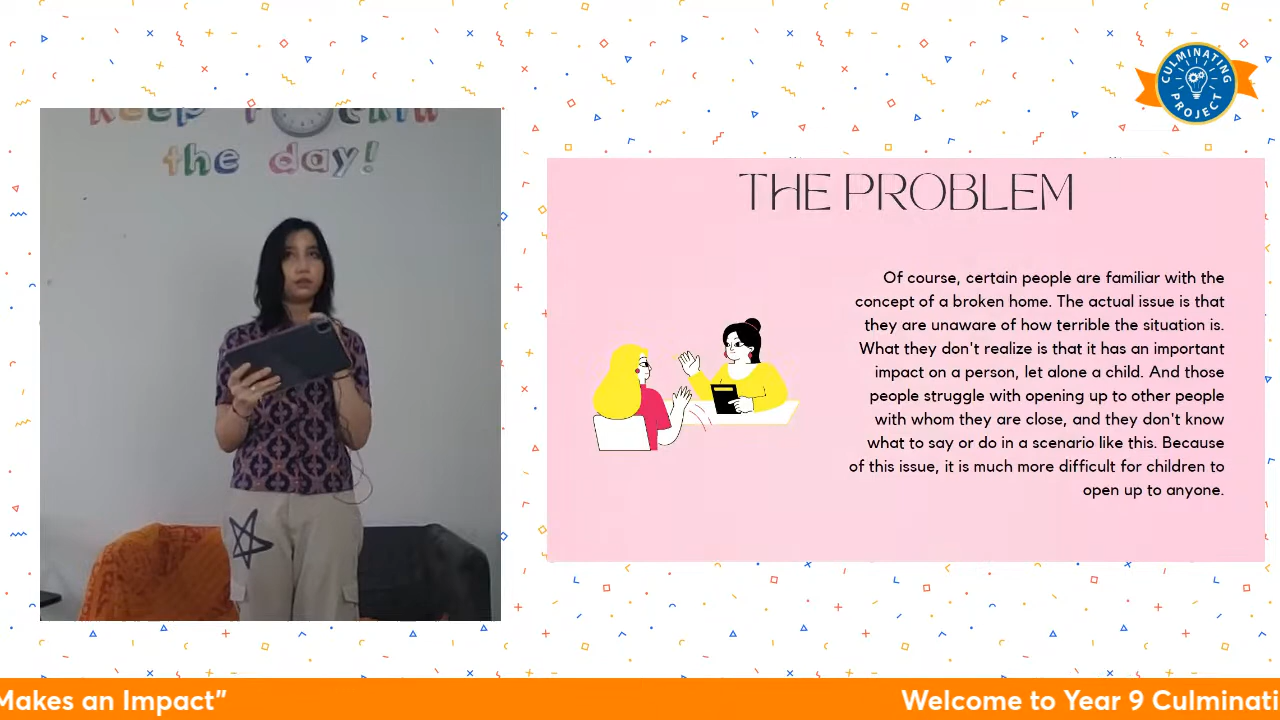 CULMINATING
PROJECT
Keep rockin
the day!
THE PROBLEM
Of course, certain people are familiar with the
concept of a broken home. The actual issue is that
they are unaware of how terrible the situation is.
What they don't realize is that it has an important
impact on a person, let alone a child. And those
people struggle with opening up to other people
with whom they are close, and they don't know
what to say or do in a scenario like this. Because
of this issue, it is much more difficult for children to
open up to anyone.
Makes an Impact"
Welcome to Year 9 Culminati